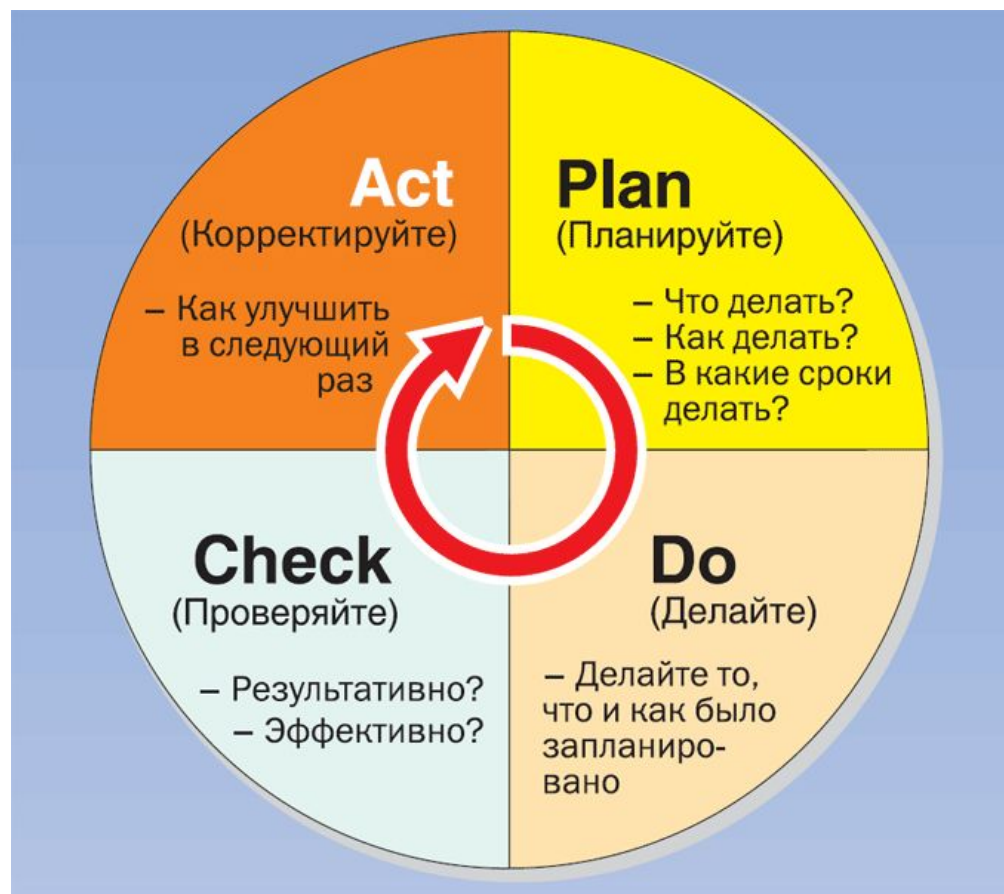 Act
(Корректируйте)
– Как улучшить
в следующий
раз
Plan
(Планируйте)
– Что делать?
– Как делать?
– В какие сроки
делать?
Check
(Проверяйте)
– Результативно?
– Эффективно?
Do
(Делайте)
– Делайте то,
что и как было
запланиро-
вано